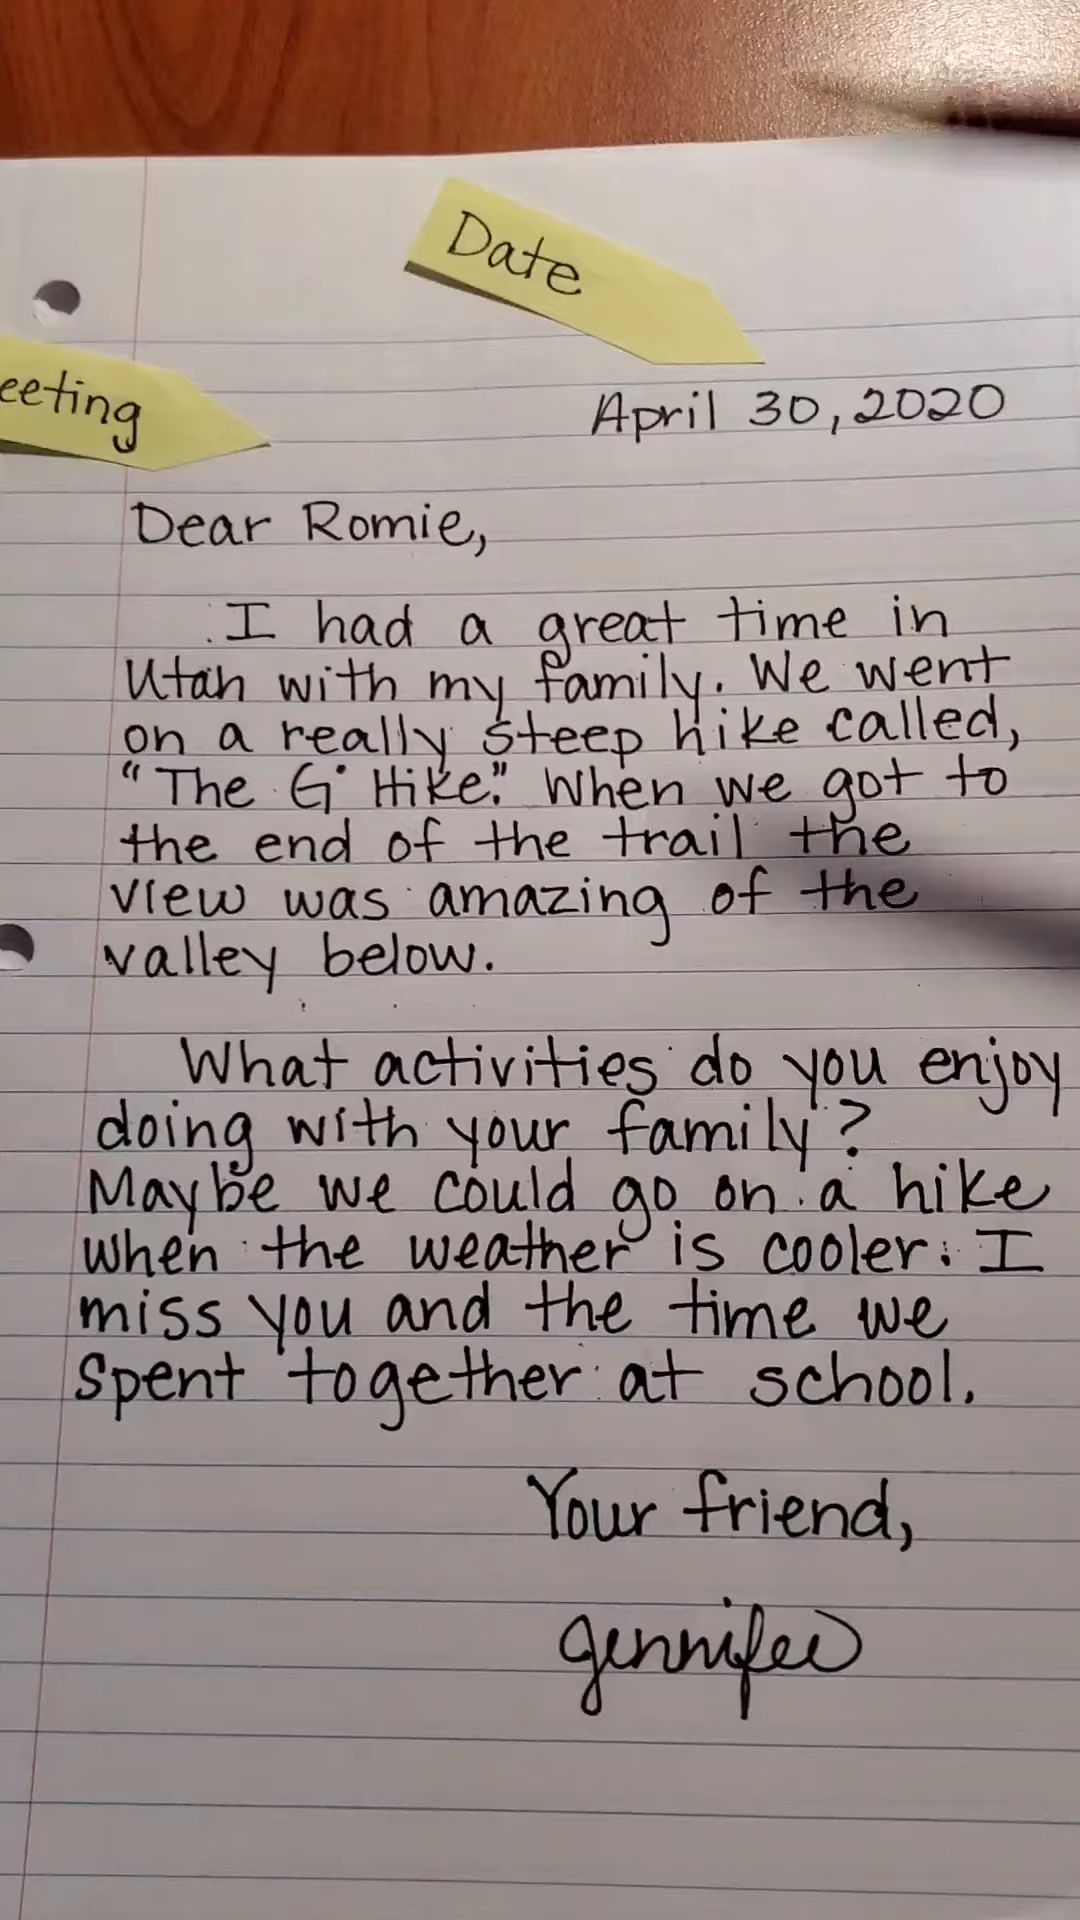 Date
eeting
April 30, 2020
Dear Romie,
I had a great time in
Utah with my family. We went
on a really steep hike called,
"The G Hike." When we got to
the end of the trail the
view was amazing of the
valley below.
What activities do you enjoy
doing with your family?
Maybe we could go on a hike
when the weather is cooler. I
miss you and the time we
spent together at school.
Your friend,
Jennifer